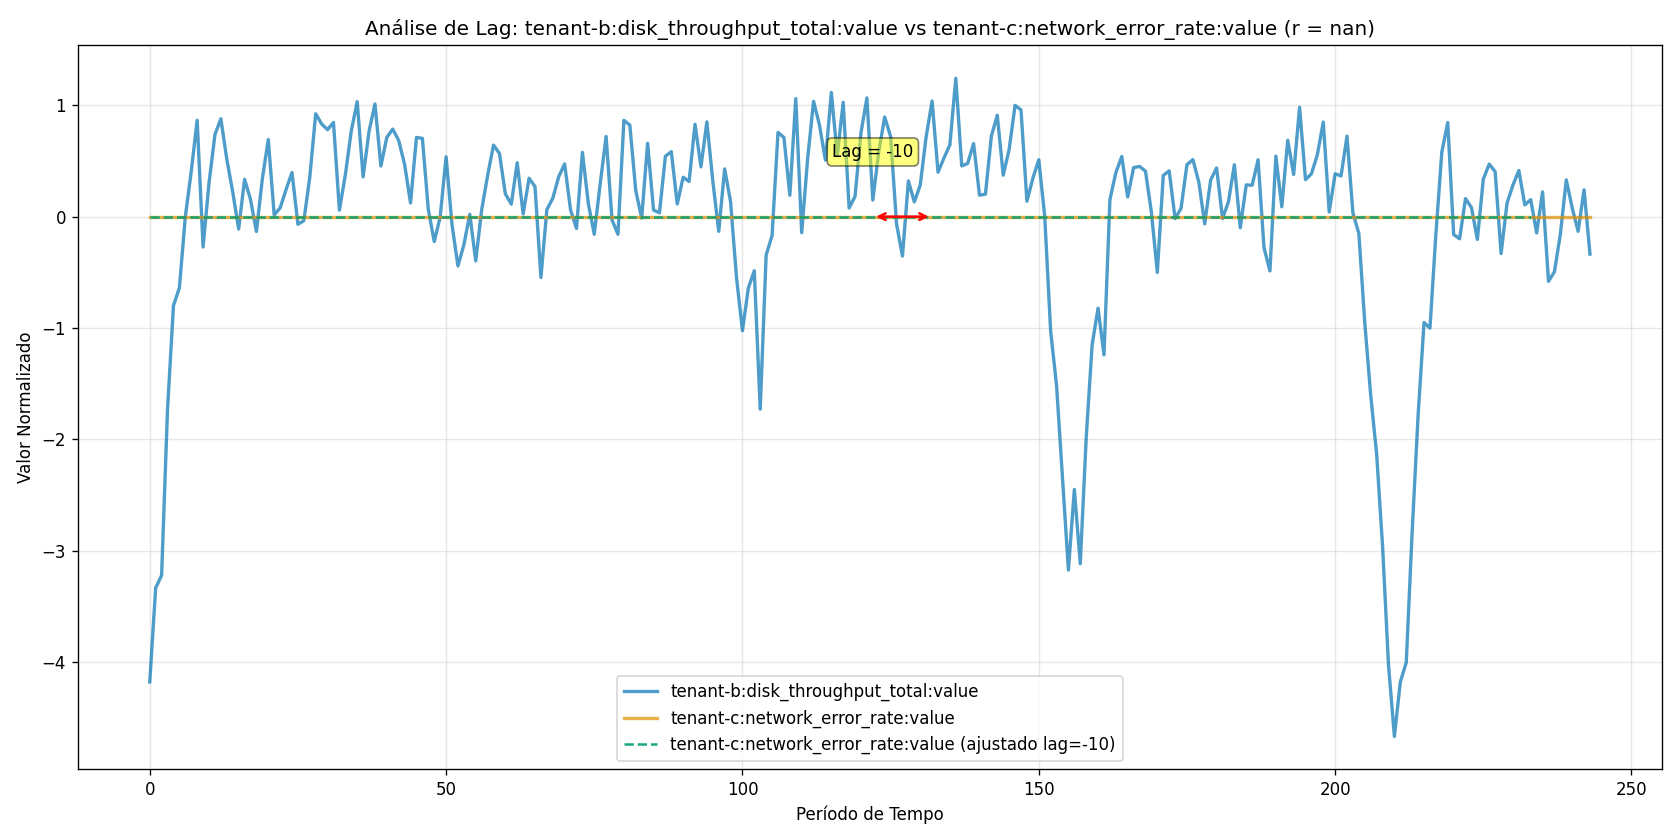 Análise de Lag: tenant-b:disk_throughput_total:value vs tenant-c:network_error_rate:value (r = nan)
Valor Normalizado
1
0
−1
−2
−3
−4
Lag = -10
tenant-b:disk_throughput_total:value
tenant-c:network_error_rate:value
tenant-c:network_error_rate:value (ajustado lag=-10)
0 50 100 150 200 250
Período de Tempo